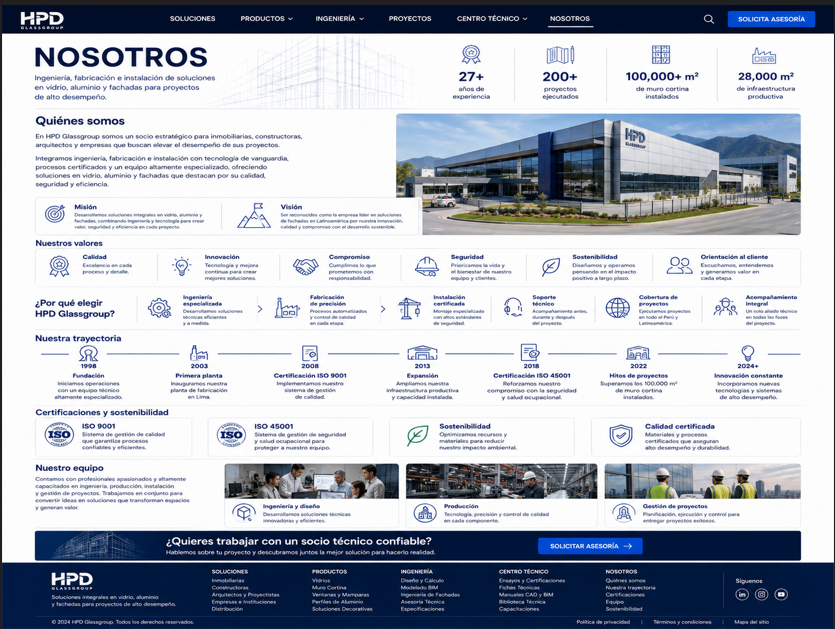 HPD
GLASSGROUP
SOLUCIONES
PRODUCTOS
INGENIERÍA
PROYECTOS
CENTRO TÉCNICO
NOSOTROS
SOLICITA ASESORÍA
NOSOTROS
Ingeniería, fabricación e instalación de soluciones
en vidrio, aluminio y fachadas para proyectos
de alto desempeño.
27+
años de
experiencia
200+
proyectos
ejecutados
100,000+ m²
de muro cortina
instalados
28,000 m²
de infraestructura
productiva
Quiénes somos
En HPD Glassgroup somos un socio estratégico para inmobiliarias, constructoras,
arquitectos y empresas que buscan elevar el desempeño de sus proyectos.
Integramos ingeniería, fabricación e instalación con tecnología de vanguardia,
procesos certificados y un equipo altamente especializado, ofreciendo
soluciones en vidrio, aluminio y fachadas que destacan por su calidad,
seguridad y eficiencia.
HPD
GLASSGROUP
Misión
Desarrollamos soluciones integrales en vidrio, aluminio y
fachadas, combinando ingeniería y tecnología para crear
valor, seguridad y eficiencia en cada proyecto.
Visión
Ser reconocidos como la empresa líder en soluciones
de fachadas en Latinoamérica por nuestra innovación,
calidad y compromiso con el desarrollo sostenible.
Nuestros valores
Calidad
Excelencia en cada
proceso y detalle.
Innovación
Tecnología y mejora
continua para crear
mejores soluciones.
Compromiso
Cumplimos lo que
prometemos con
responsabilidad.
Seguridad
Priorizamos la vida y
el bienestar de nuestro
equipo y clientes.
Sostenibilidad
Diseñamos y operamos
pensando en el impacto
positivo a largo plazo.
Orientación al cliente
Escuchamos, entendemos
y generamos valor en
cada etapa.
¿Por qué elegir
HPD Glassgroup?
Ingeniería
especializada
Desarrollamos soluciones
técnicas eficientes
y a medida.
Fabricación
de precisión
Procesos automatizados
y control de calidad
en cada etapa.
Instalación
certificada
Montaje especializado
con altos estándares
de seguridad.
Soporte
técnico
Acompañamiento antes,
durante y después
del proyecto.
Cobertura de
proyectos
Ejecutamos proyectos
en todo el Perú y
Latinoamérica.
Acompañamiento
integral
Un solo aliado técnico
en todas las fases
del proyecto.
Nuestra trayectoria
1998
Fundación
Iniciamos operaciones
con un equipo técnico
altamente especializado.
2003
Primera planta
Inauguramos nuestra
planta de fabricación
en Lima.
2008
Certificación ISO 9001
Implementamos nuestro
sistema de gestión
de calidad.
2013
Expansión
Ampliamos nuestra
infraestructura productiva
y capacidad instalada.
2018
Certificación ISO 45001
Reforzamos nuestro
compromiso con la seguridad
y salud ocupacional.
2022
Hitos de proyectos
Superamos los 100,000 m²
de muro cortina
instalados.
2024+
Innovación constante
Incorporamos nuevas
tecnologías y sistemas
de alto desempeño.
Certificaciones y sostenibilidad
ISO
ISO 9001
Sistema de gestión de calidad
que garantiza procesos
confiables y eficientes.
ISO
ISO 45001
Sistema de gestión de seguridad
y salud ocupacional para
proteger a nuestro equipo.
Sostenibilidad
Optimizamos recursos y
materiales para reducir
nuestro impacto ambiental.
Calidad certificada
Materiales y procesos
certificados que aseguran
alto desempeño y durabilidad.
Nuestro equipo
Contamos con profesionales apasionados y altamente
capacitados en ingeniería, producción, instalación
y gestión de proyectos. Trabajamos en conjunto para
convertir ideas en soluciones que transforman espacios
y generan valor.
Ingeniería y diseño
Desarrollamos soluciones técnicas
innovadoras y eficientes.
Producción
Tecnología, precisión y control de calidad
en cada componente.
Gestión de proyectos
Planificación, ejecución y control para
entregar proyectos exitosos.
¿Quieres trabajar con un socio técnico confiable?
Hablemos sobre tu proyecto y descubramos juntos la mejor solución para hacerlo realidad.
SOLICITAR ASESORÍA
HPD
GLASSGROUP
Soluciones integrales en vidrio, aluminio
y fachadas para proyectos de alto desempeño.
SOLUCIONES
Inmobiliarias
Constructoras
Arquitectos y Proyectistas
Empresas e Instituciones
Distribución
PRODUCTOS
Vidrios
Muro Cortina
Ventanas y Mamparas
Perfiles de Aluminio
Soluciones Decorativas
INGENIERÍA
Diseño y Cálculo
Modelado BIM
Ingeniería de Fachadas
Asesoría Técnica
Especificaciones
CENTRO TÉCNICO
Ensayos y Certificaciones
Fichas Técnicas
Manuales CAD y BIM
Biblioteca Técnica
Capacitaciones
NOSOTROS
Quiénes somos
Nuestra trayectoria
Certificaciones
Equipo
Sostenibilidad
Síguenos
© 2024 HPD Glassgroup. Todos los derechos reservados.
Política de privacidad
Términos y condiciones
Mapa del sitio